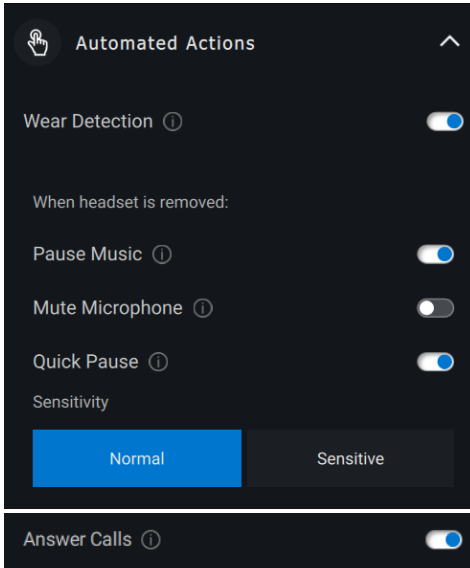 Automated Actions
Wear Detection
When headset is removed:
Pause Music
Mute Microphone
Quick Pause
Sensitivity
Normal Sensitive
Answer Calls